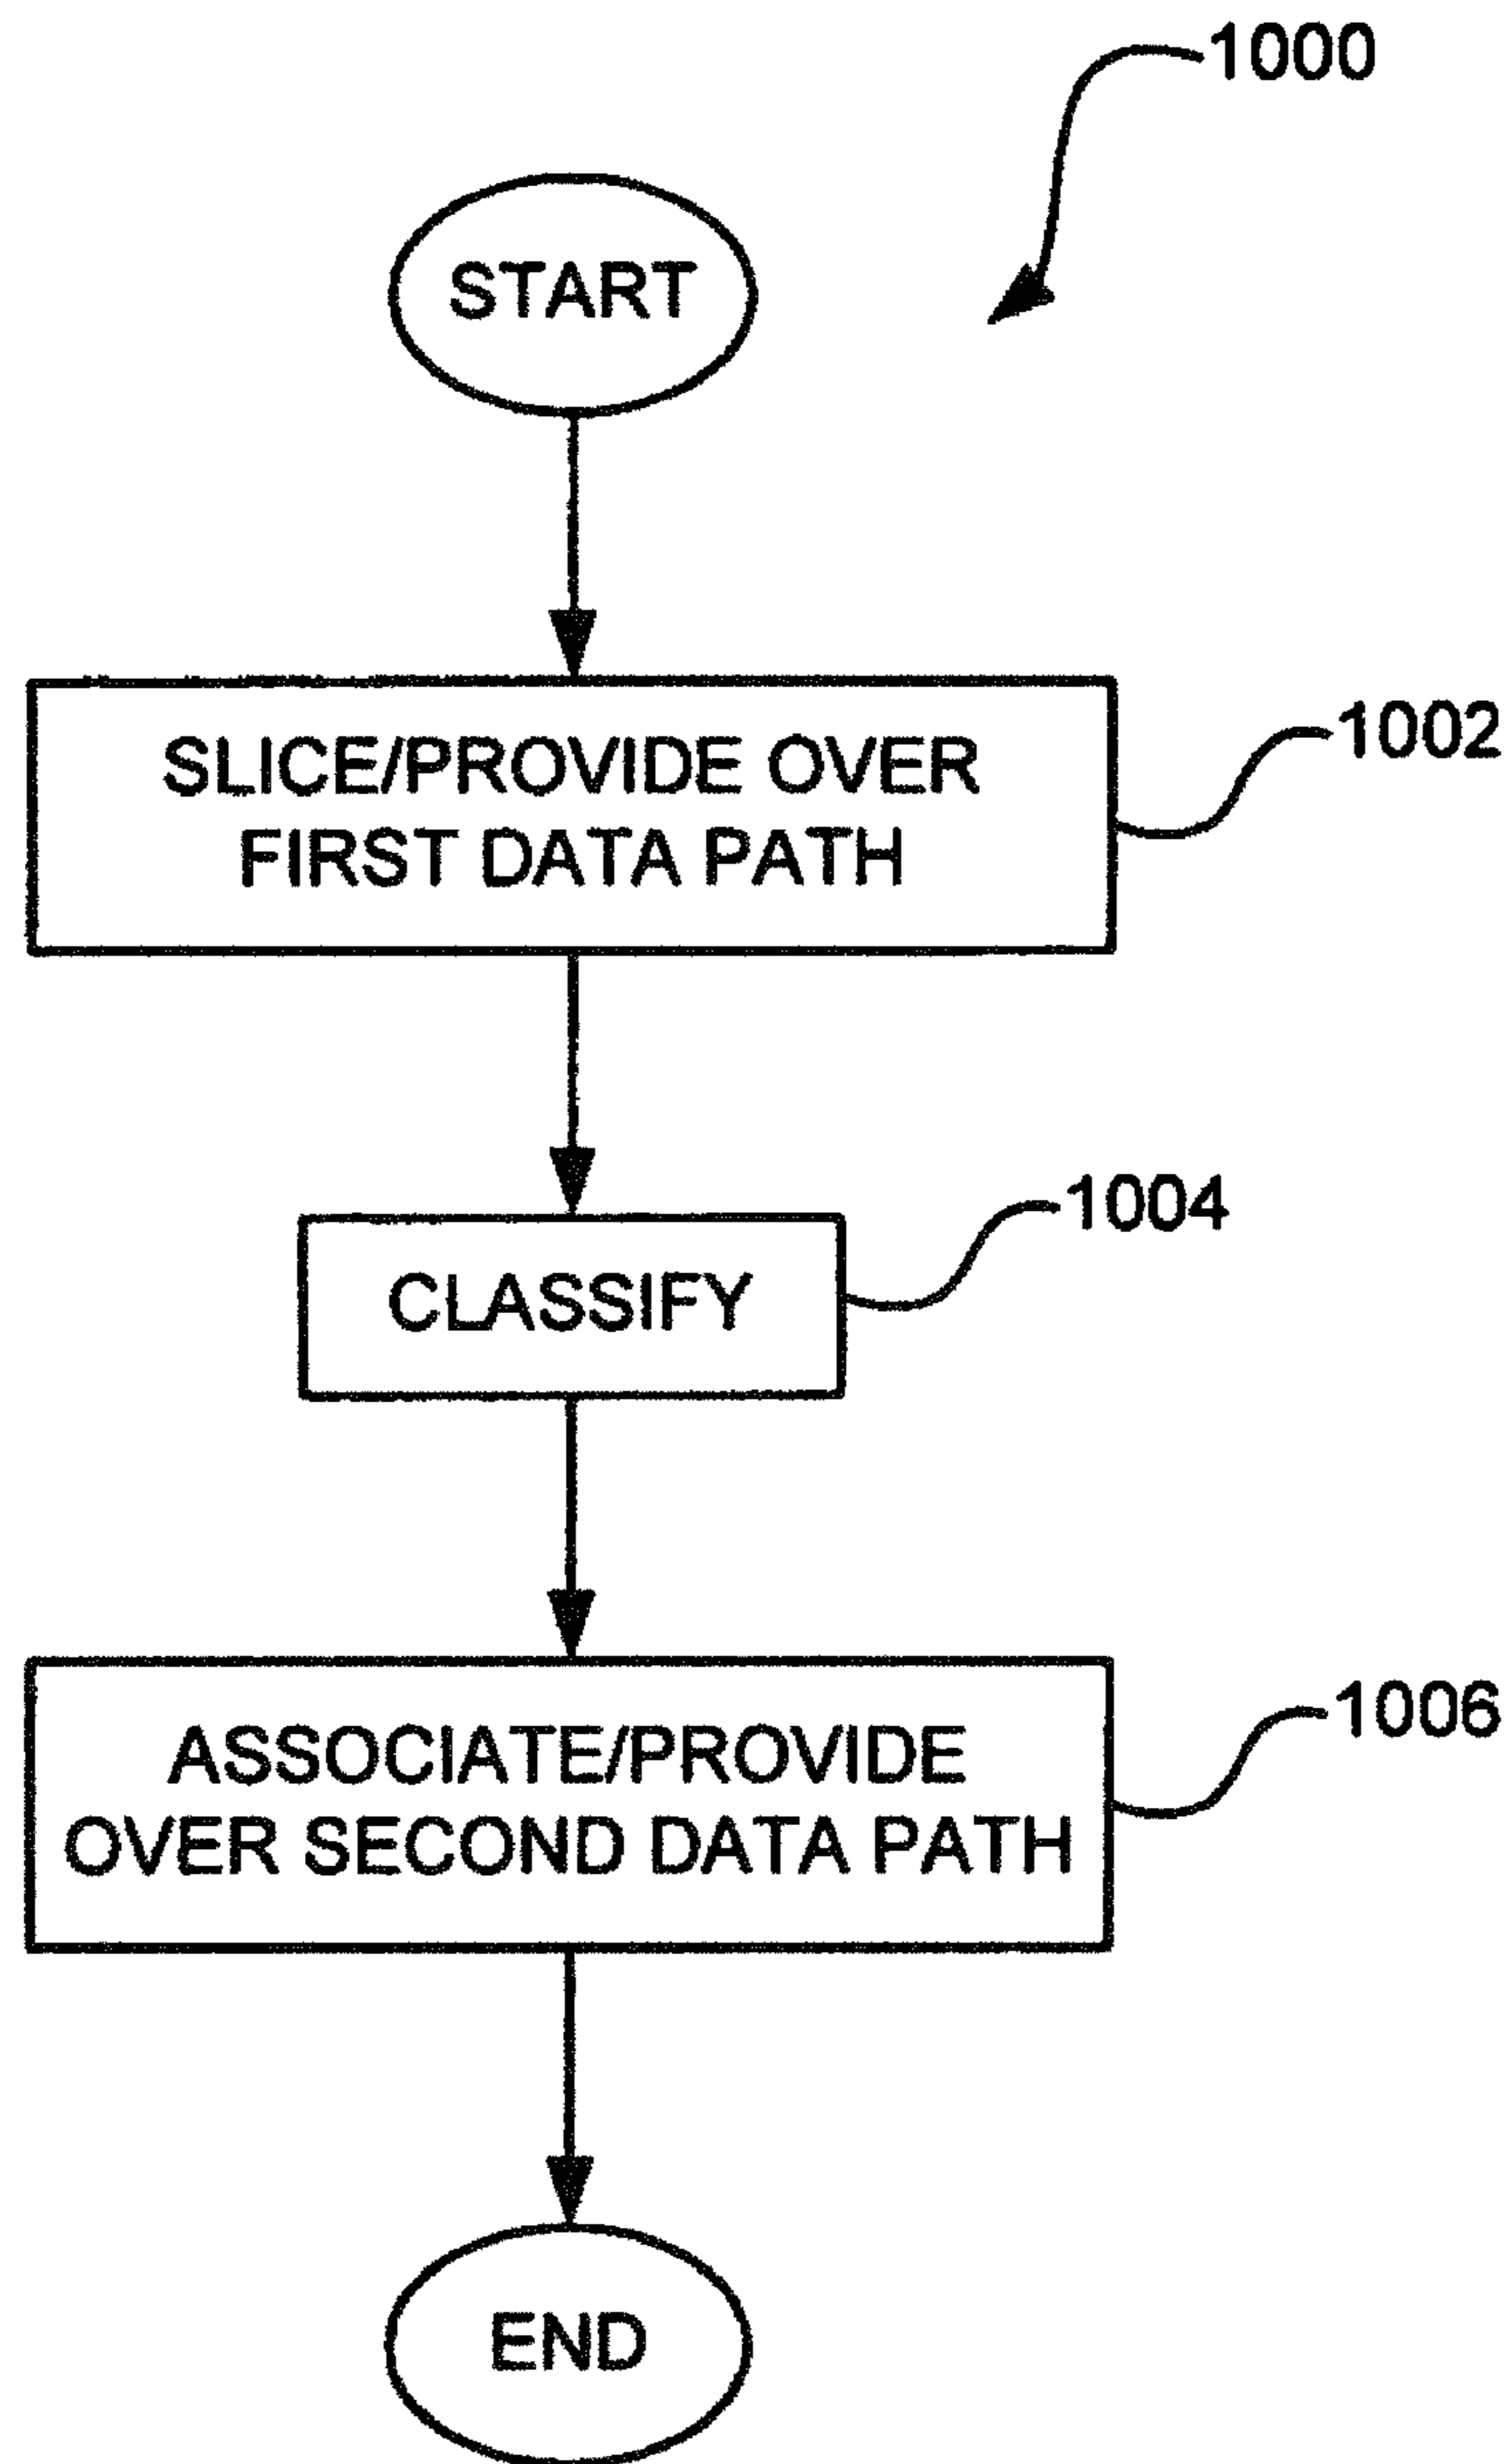 1000
START
SLICE/PROVIDE OVER
FIRST DATA PATH
1002
CLASSIFY
1004
ASSOCIATE/PROVIDE
OVER SECOND DATA PATH
1006
END